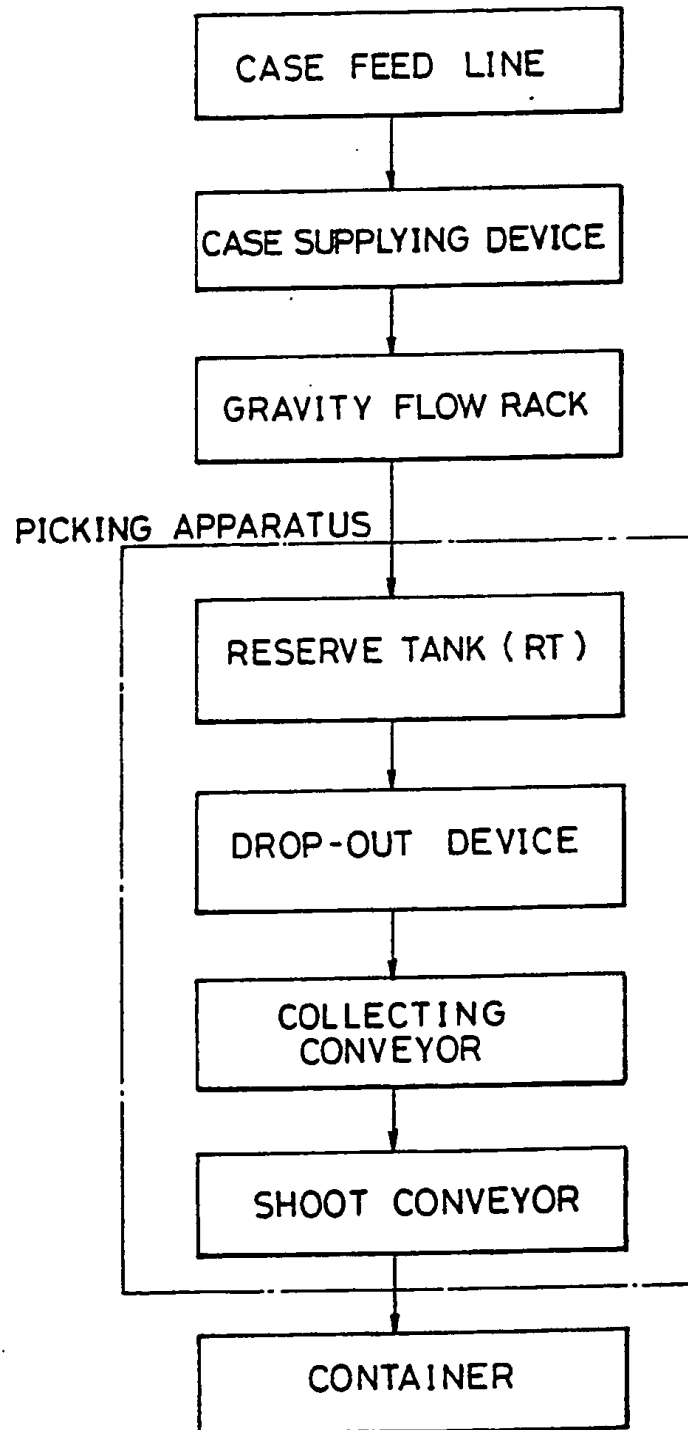 CASE FEED LINE
CASE SUPPLYING DEVICE
GRAVITY FLOW RACK
PICKING APPARATUS
RESERVE TANK (RT)
DROP-OUT DEVICE
COLLECTING
CONVEYOR
SHOOT CONVEYOR
CONTAINER